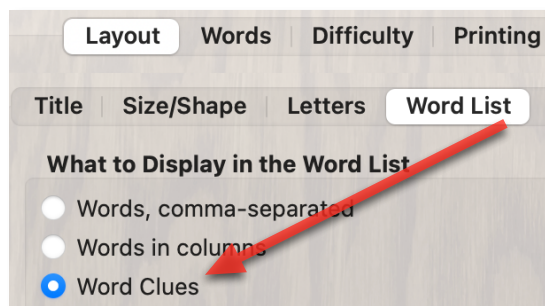 Layout Words Difficulty Printing
Title Size/Shape Letters Word List
What to Display in the Word List
Words, comma-separated
Words in columns
Word Clues